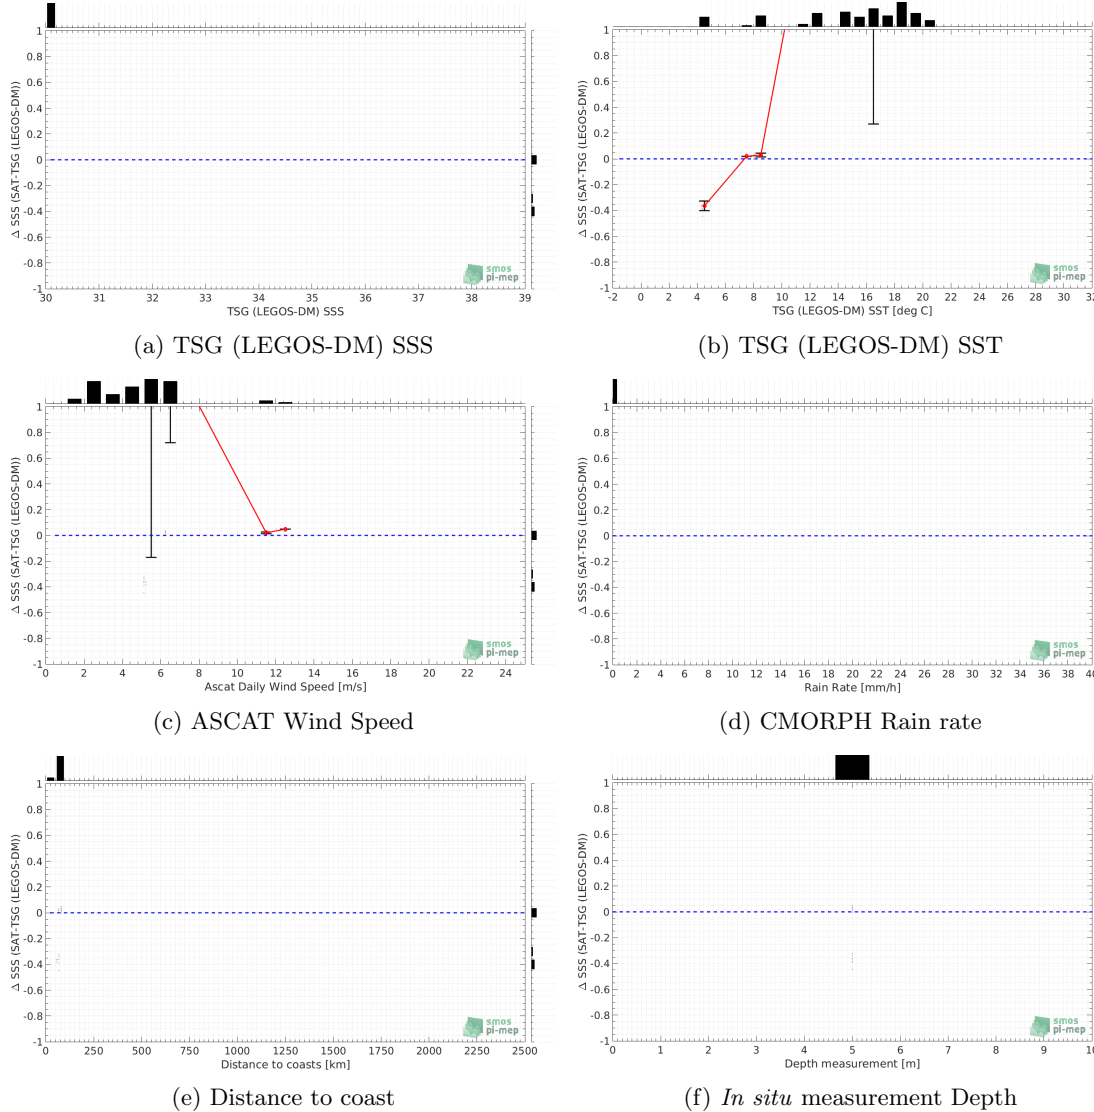 Δ SSS (SAT-TSG (LEGOS-DM))
1
0.8
0.6
0.4
0.2
0
-0.2
-0.4
-0.6
-0.8
-1
30 31 32 33 34 35 36 37 38 39
TSG (LEGOS-DM) SSS
smos
pi-mep
(a) TSG (LEGOS-DM) SSS
Δ SSS (SAT-TSG (LEGOS-DM))
1
0.8
0.6
0.4
0.2
0
-0.2
-0.4
-0.6
-0.8
-1
-2 0 2 4 6 8 10 12 14 16 18 20 22 24 26 28 30 32
TSG (LEGOS-DM) SST [deg C]
smos
pi-mep
(b) TSG (LEGOS-DM) SST
Δ SSS (SAT-TSG (LEGOS-DM))
1
0.8
0.6
0.4
0.2
0
-0.2
-0.4
-0.6
-0.8
-1
0 2 4 6 8 10 12 14 16 18 20 22 24
Ascat Daily Wind Speed [m/s]
smos
pi-mep
(c) ASCAT Wind Speed
Δ SSS (SAT-TSG (LEGOS-DM))
1
0.8
0.6
0.4
0.2
0
-0.2
-0.4
-0.6
-0.8
-1
0 2 4 6 8 10 12 14 16 18 20 22 24 26 28 30 32 34 36 38 40
Rain Rate [mm/h]
smos
pi-mep
(d) CMORPH Rain rate
Δ SSS (SAT-TSG (LEGOS-DM))
1
0.8
0.6
0.4
0.2
0
-0.2
-0.4
-0.6
-0.8
-1
0 250 500 750 1000 1250 1500 1750 2000 2250 2500
Distance to coasts [km]
smos
pi-mep
(e) Distance to coast
Δ SSS (SAT-TSG (LEGOS-DM))
1
0.8
0.6
0.4
0.2
0
-0.2
-0.4
-0.6
-0.8
-1
0 1 2 3 4 5 6 7 8 9 10
Depth measurement [m]
smos
pi-mep
(f) In situ measurement Depth